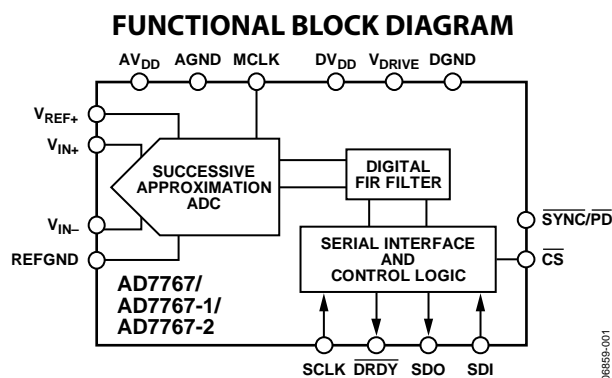 FUNCTIONAL BLOCK DIAGRAM
AVDD AGND MCLK DVDD VDRIVE DGND
VREF+
VIN+
VIN–
REFGND
SUCCESSIVE
APPROXIMATION
ADC
DIGITAL
FIR FILTER
SERIAL INTERFACE
AND
CONTROL LOGIC
SYNC/PD
CS
AD7767/
AD7767-1/
AD7767-2
SCLK DRDY SDO SDI
06859-001